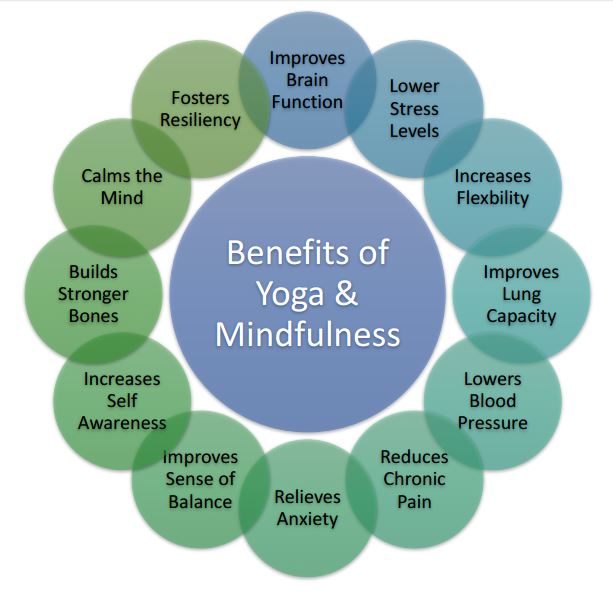 Benefits of
Yoga &
Mindfulness
Improves
Brain
Function
Lower
Stress
Levels
Increases
Flexbility
Improves
Lung
Capacity
Lowers
Blood
Pressure
Reduces
Chronic
Pain
Relieves
Anxiety
Improves
Sense of
Balance
Increases
Self
Awareness
Builds
Stronger
Bones
Calms the
Mind
Fosters
Resiliency